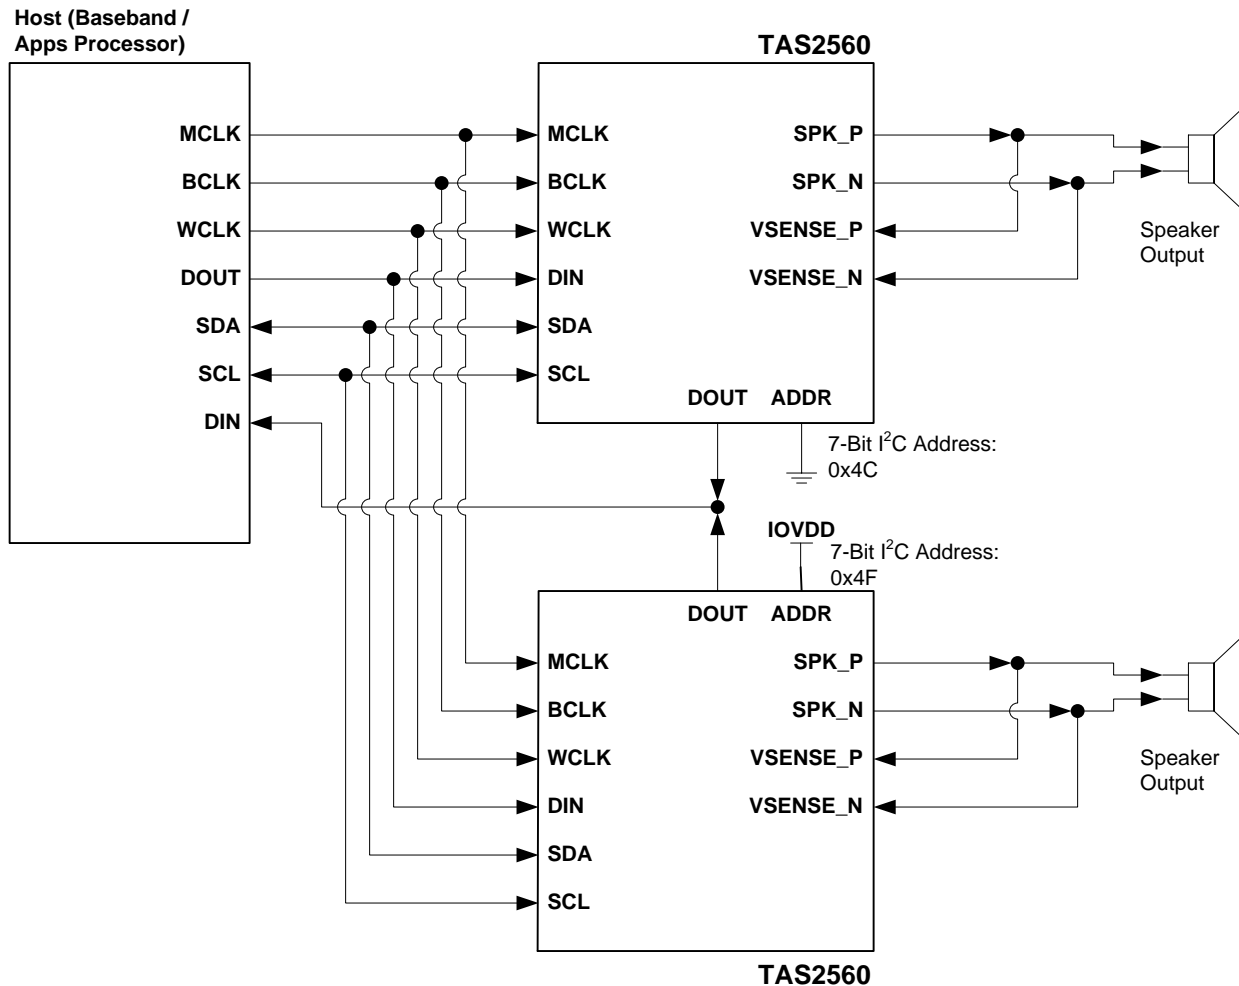 Host (Baseband /
Apps Processor)
MCLK
BCLK
WCLK
DOUT
SDA
SCL
DIN
TAS2560
MCLK
BCLK
WCLK
DIN
SDA
SCL
SPK_P
SPK_N
VSENSE_P
VSENSE_N
DOUT ADDR
Speaker
Output
7-Bit I²C Address:
0x4C
IOVDD
7-Bit I²C Address:
0x4F
DOUT ADDR
MCLK
BCLK
WCLK
DIN
SDA
SCL
SPK_P
SPK_N
VSENSE_P
VSENSE_N
Speaker
Output
TAS2560